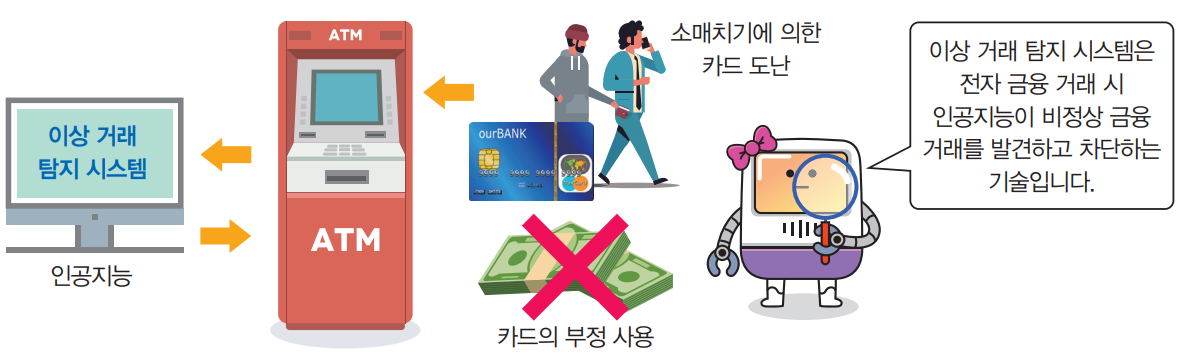 이상 거래
탐지 시스템
인공지능
ATM
ATM
소매치기에 의한
카드 도난
ourBANK
카드의 부정 사용
이상 거래 탐지 시스템은
전자 금융 거래 시
인공지능이 비정상 금융
거래를 발견하고 차단하는
기술입니다.